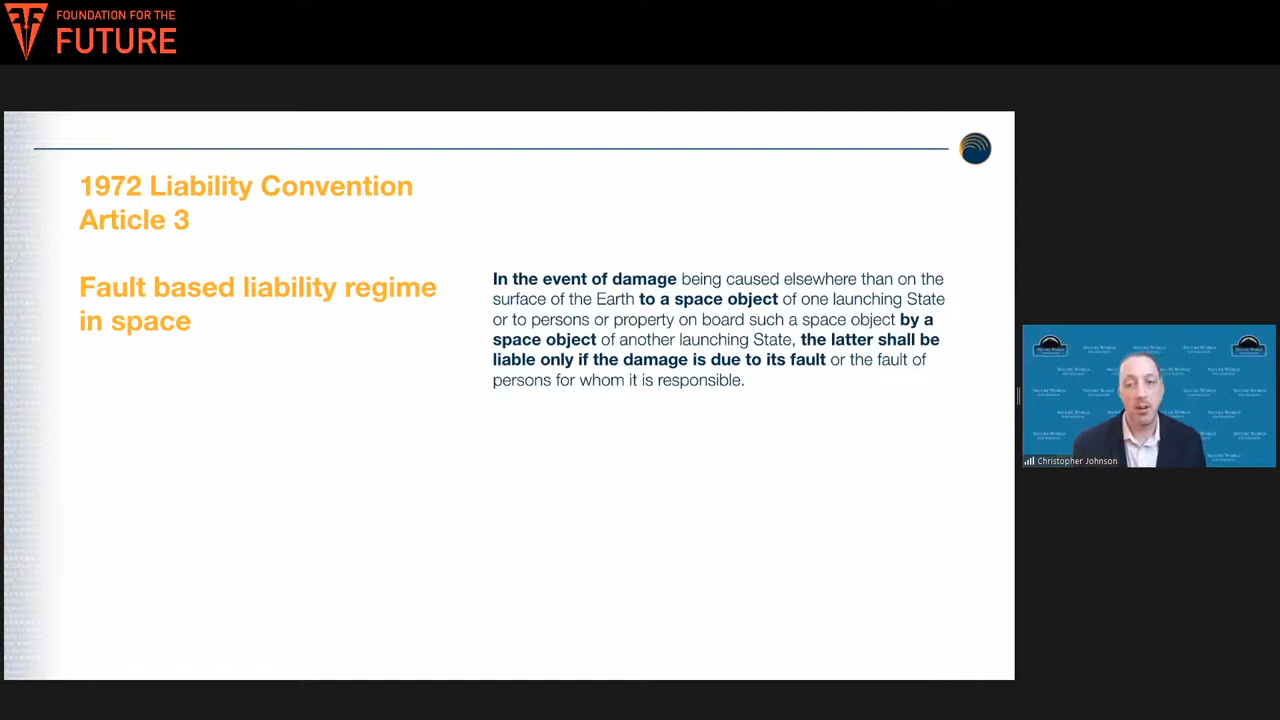 FOUNDATION FOR THE
FUTURE
1972 Liability Convention
Article 3
Fault based liability regime
in space
In the event of damage being caused elsewhere than on the
surface of the Earth to a space object of one launching State
or to persons or property on board such a space object by a
space object of another launching State, the latter shall be
liable only if the damage is due to its fault or the fault of
persons for whom it is responsible.
Christopher Johnson